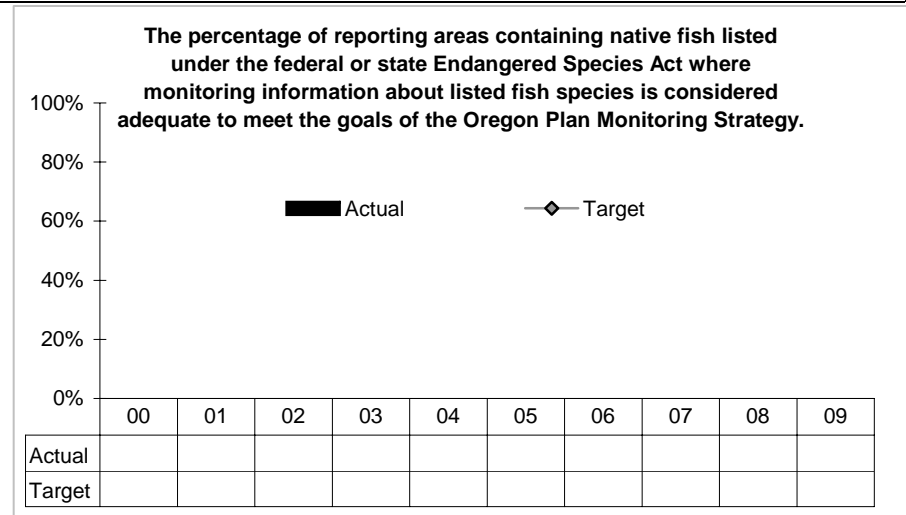 The percentage of reporting areas containing native fish listed
under the federal or state Endangered Species Act where
monitoring information about listed fish species is considered
adequate to meet the goals of the Oregon Plan Monitoring Strategy.
100%
80%
60%
40%
20%
0%
Actual Target
00 01 02 03 04 05 06 07 08 09
Actual
Target